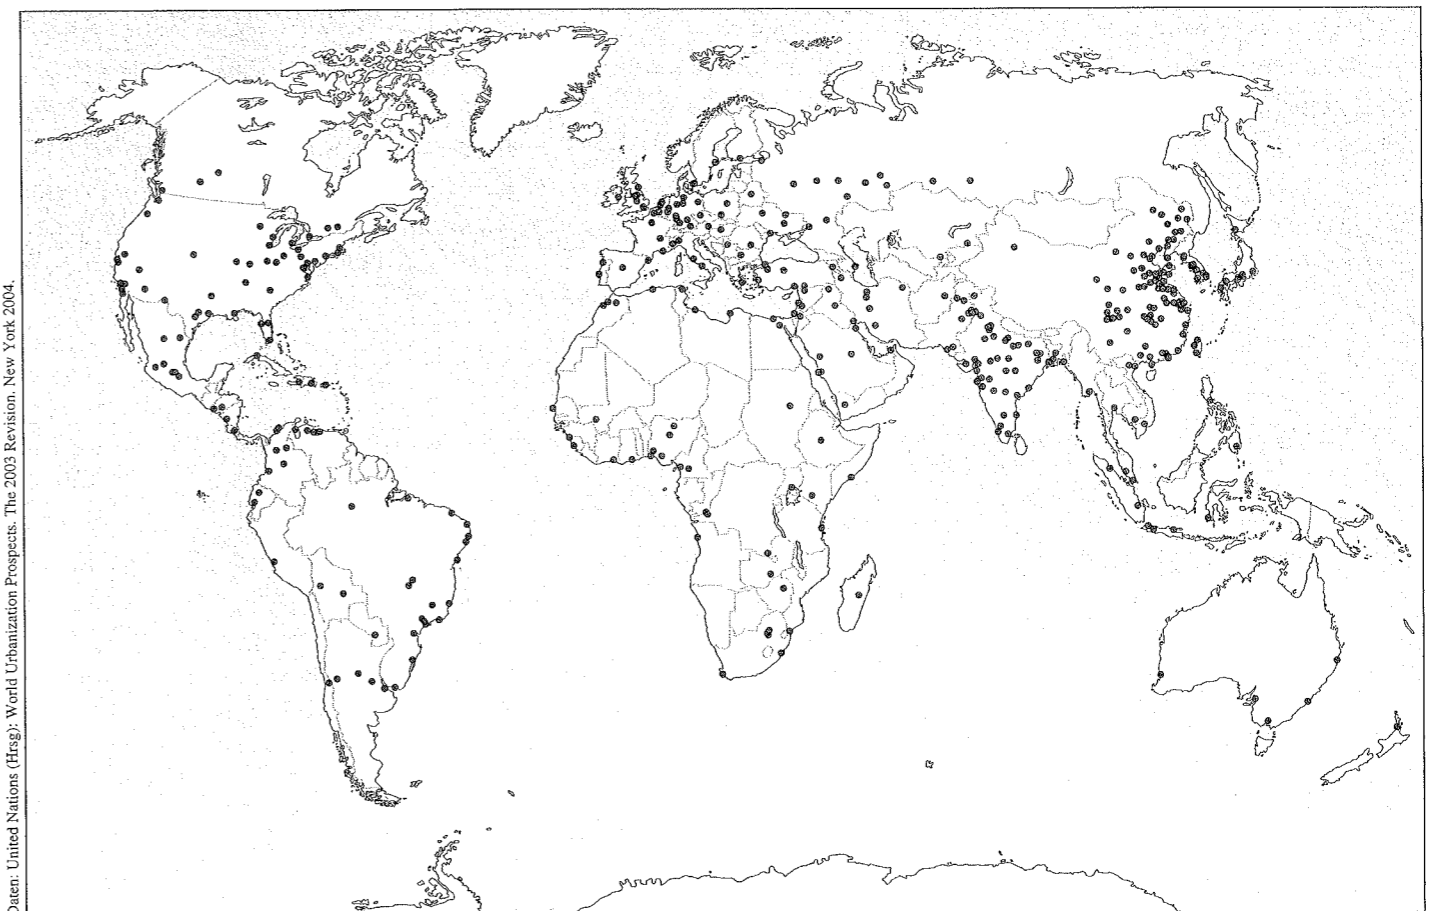 Daten: United Nations (Hrsg): World Urbanization Prospects. The 2003 Revision. New York 2004.